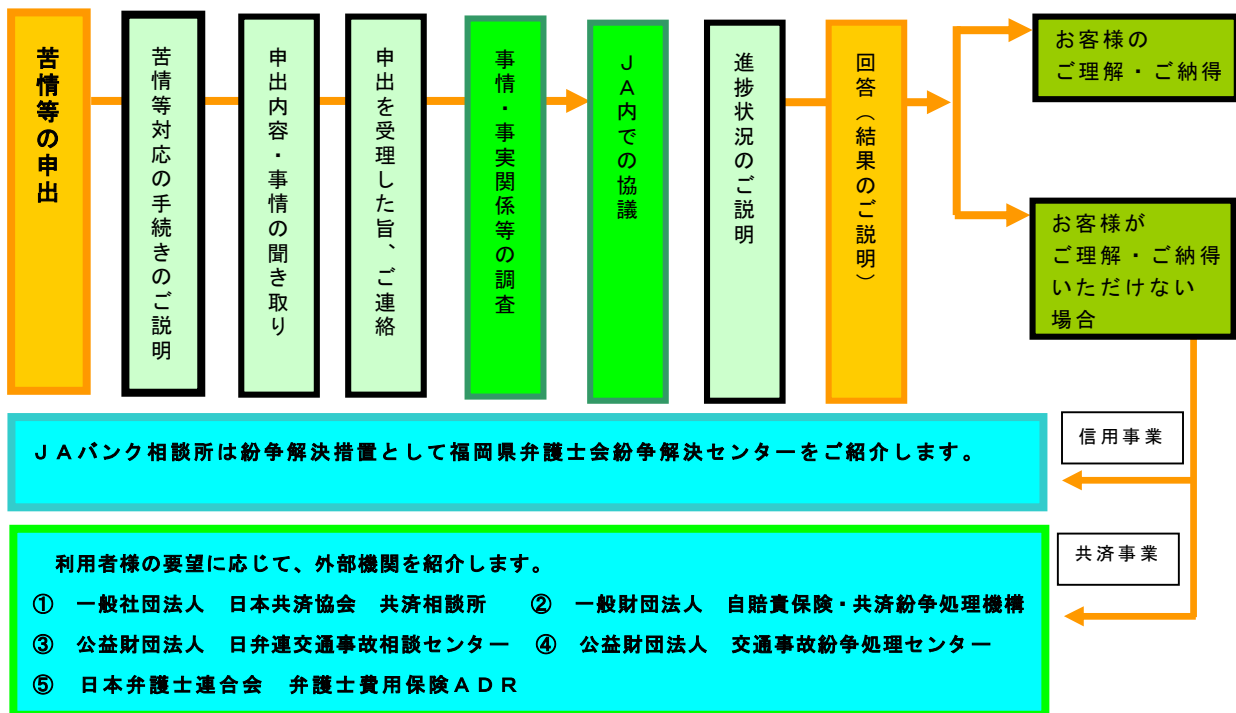 苦情等の申出
苦情等対応の手続きのご説明
申出内容・事情の聞き取り
申出を受理した旨、ご連絡
事情・事実関係等の調査
ＪＡ内での協議
進捗状況のご説明
回答（結果のご説明）
お客様の
ご理解・ご納得
お客様が
ご理解・ご納得
いただけない
場合
信用事業
ＪＡバンク相談所は紛争解決措置として福岡県弁護士会紛争解決センターをご紹介します。
共済事業
利用者様の要望に応じて、外部機関を紹介します。
①　一般社団法人　日本共済協会　共済相談所　　②　一般財団法人　自賠責保険・共済紛争処理機構
③　公益財団法人　日弁連交通事故相談センター　④　公益財団法人　交通事故紛争処理センター
⑤　日本弁護士連合会　弁護士費用保険ＡＤＲ